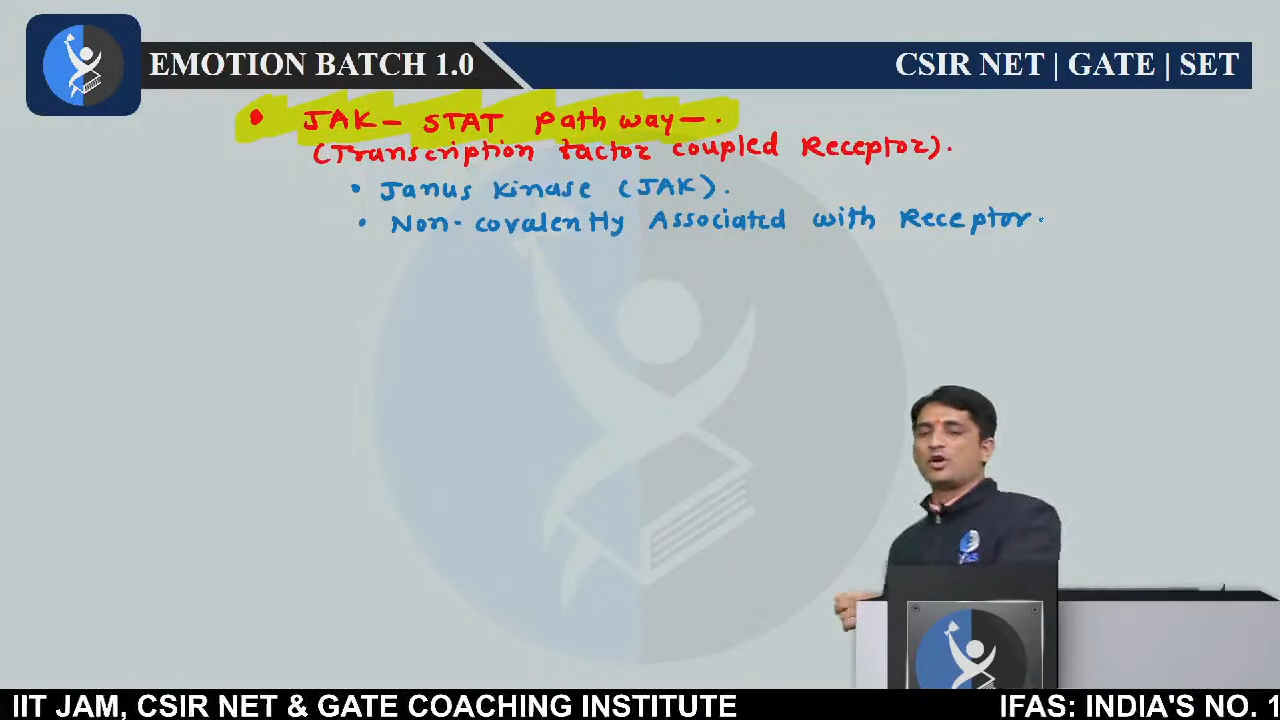 EMOTION BATCH 1.0
CSIR NET | GATE | SET
• JAK - STAT Pathway -.
(Transcription factor coupled Receptor).
• Janus Kinase (JAK).
• Non-covalently Associated with Receptor.
IIT JAM, CSIR NET & GATE COACHING INSTITUTE
IFAS: INDIA'S NO. 1